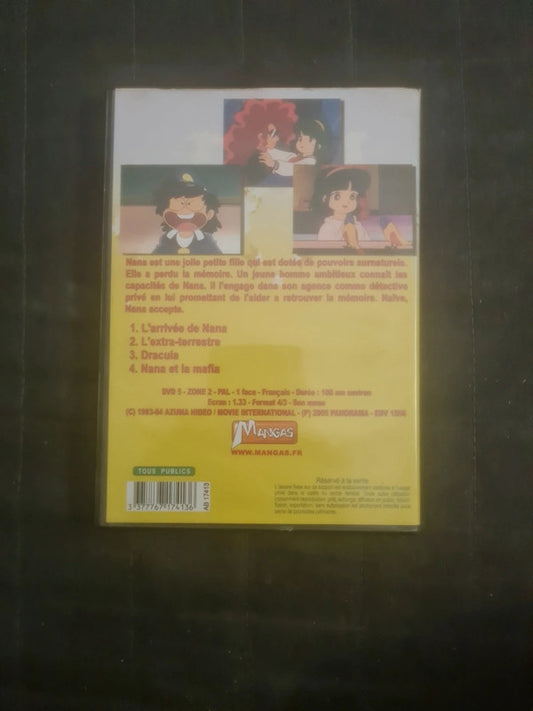 Nana est une jolie petite fille qui est dotée de pouvoirs surnaturels.
Elle a perdu la mémoire. Un jeune homme ambitieux connaît les
capacités de Nana. Il l'engage dans son agence comme détective
privé en lui promettant de l'aider a retrouver la mémoire. Naïve,
Nana accepte.
1. L'arrivée de Nana
2. L'extra-terrestre
3. Dracula
4. Nana et la mafia
DVD 5 - ZONE 2 - PAL - 1 face - Français - Durée : 100 mn environ
Ecran : 1.33 - Format 4/3 - Son mono
(C) 1983-84 AZUMA HIDEO / MOVIE INTERNATIONAL - (P) 2005 PANORAMA - EDV 1596
MANGAS
WWW.MANGAS.FR
TOUS PUBLICS
AB 17413
3 377767 174136
Réservé à la vente